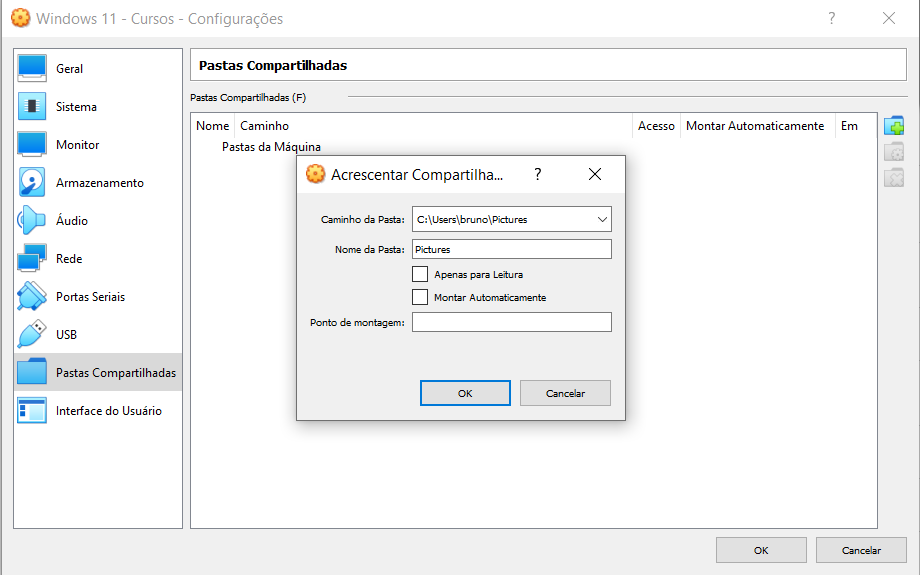 Windows 11 - Cursos - Configurações
?
Geral
Sistema
Monitor
Armazenamento
Áudio
Rede
Portas Seriais
USB
Pastas Compartilhadas
Interface do Usuário
Pastas Compartilhadas
Pastas Compartilhadas (F)
Nome Caminho Acesso Montar Automaticamente Em
Pastas da Máquina
Acrescentar Compartilha... ?
Caminho da Pasta: C:\Users\bruno\Pictures
Nome da Pasta: Pictures
Apenas para Leitura
Montar Automaticamente
Ponto de montagem:
OK Cancelar
OK Cancelar